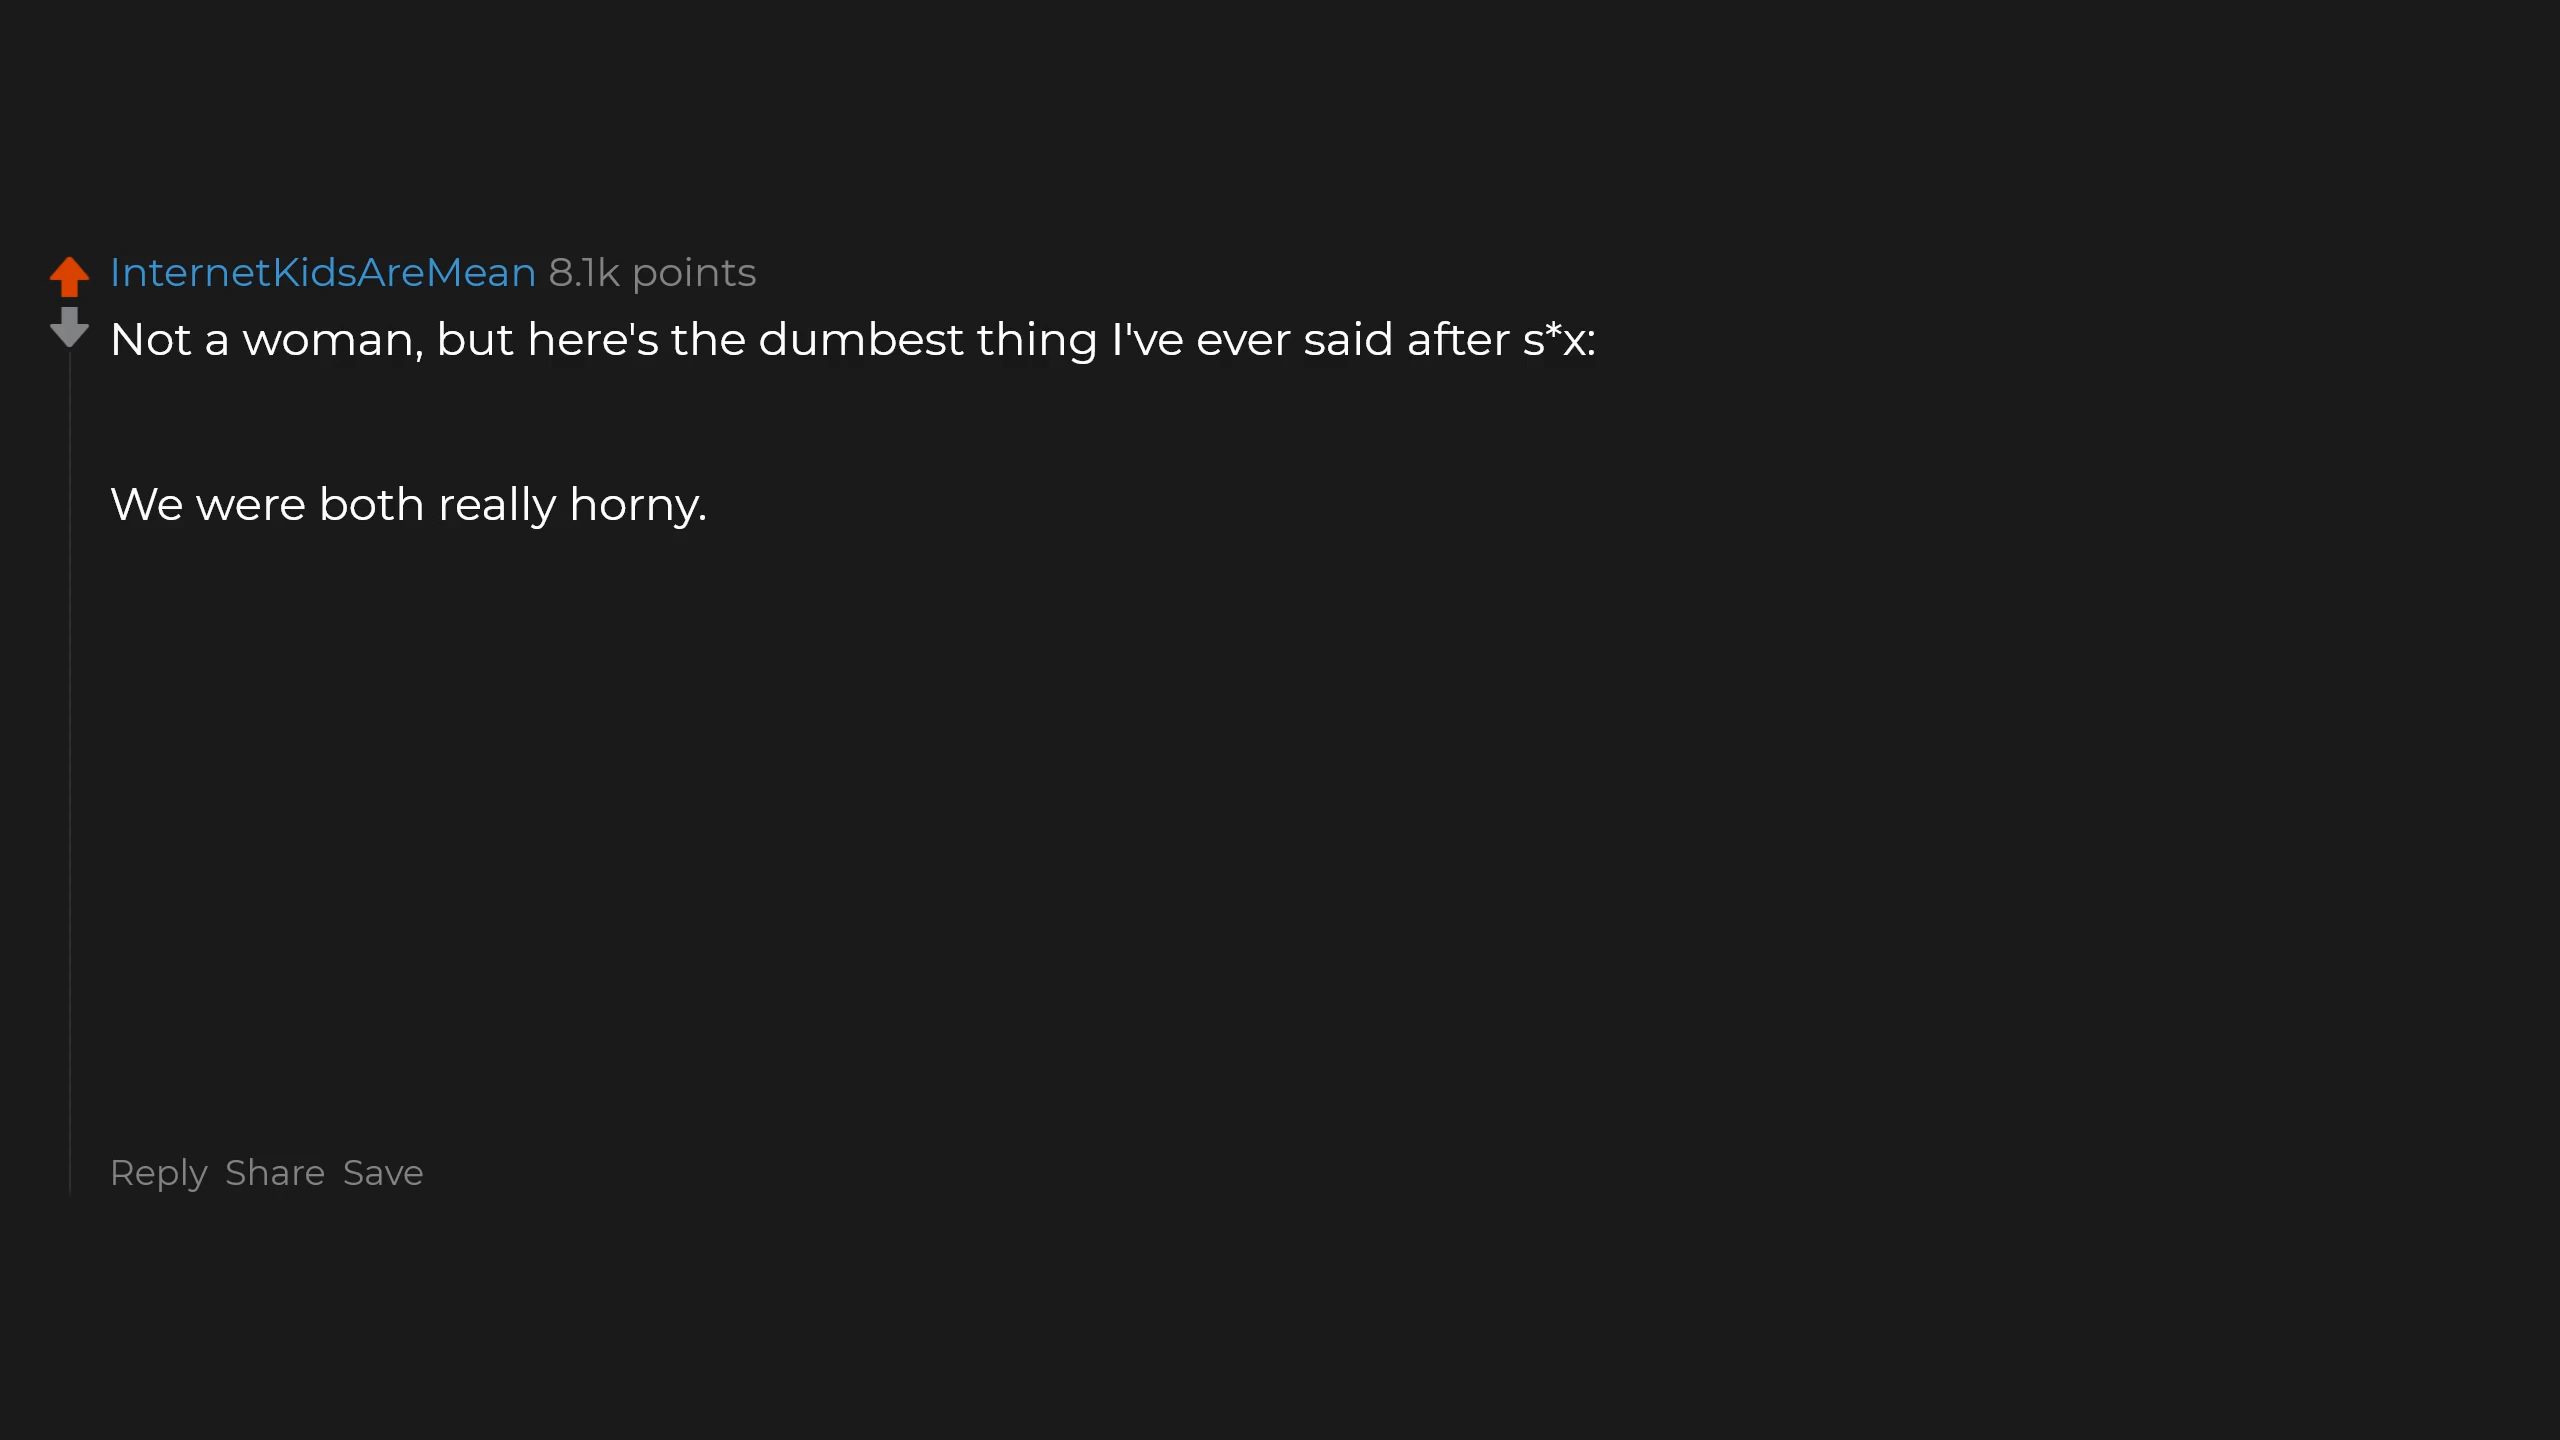 InternetKidsAreMean 8.1k points
Not a woman, but here's the dumbest thing I've ever said after s*x:
We were both really horny.
Reply Share Save